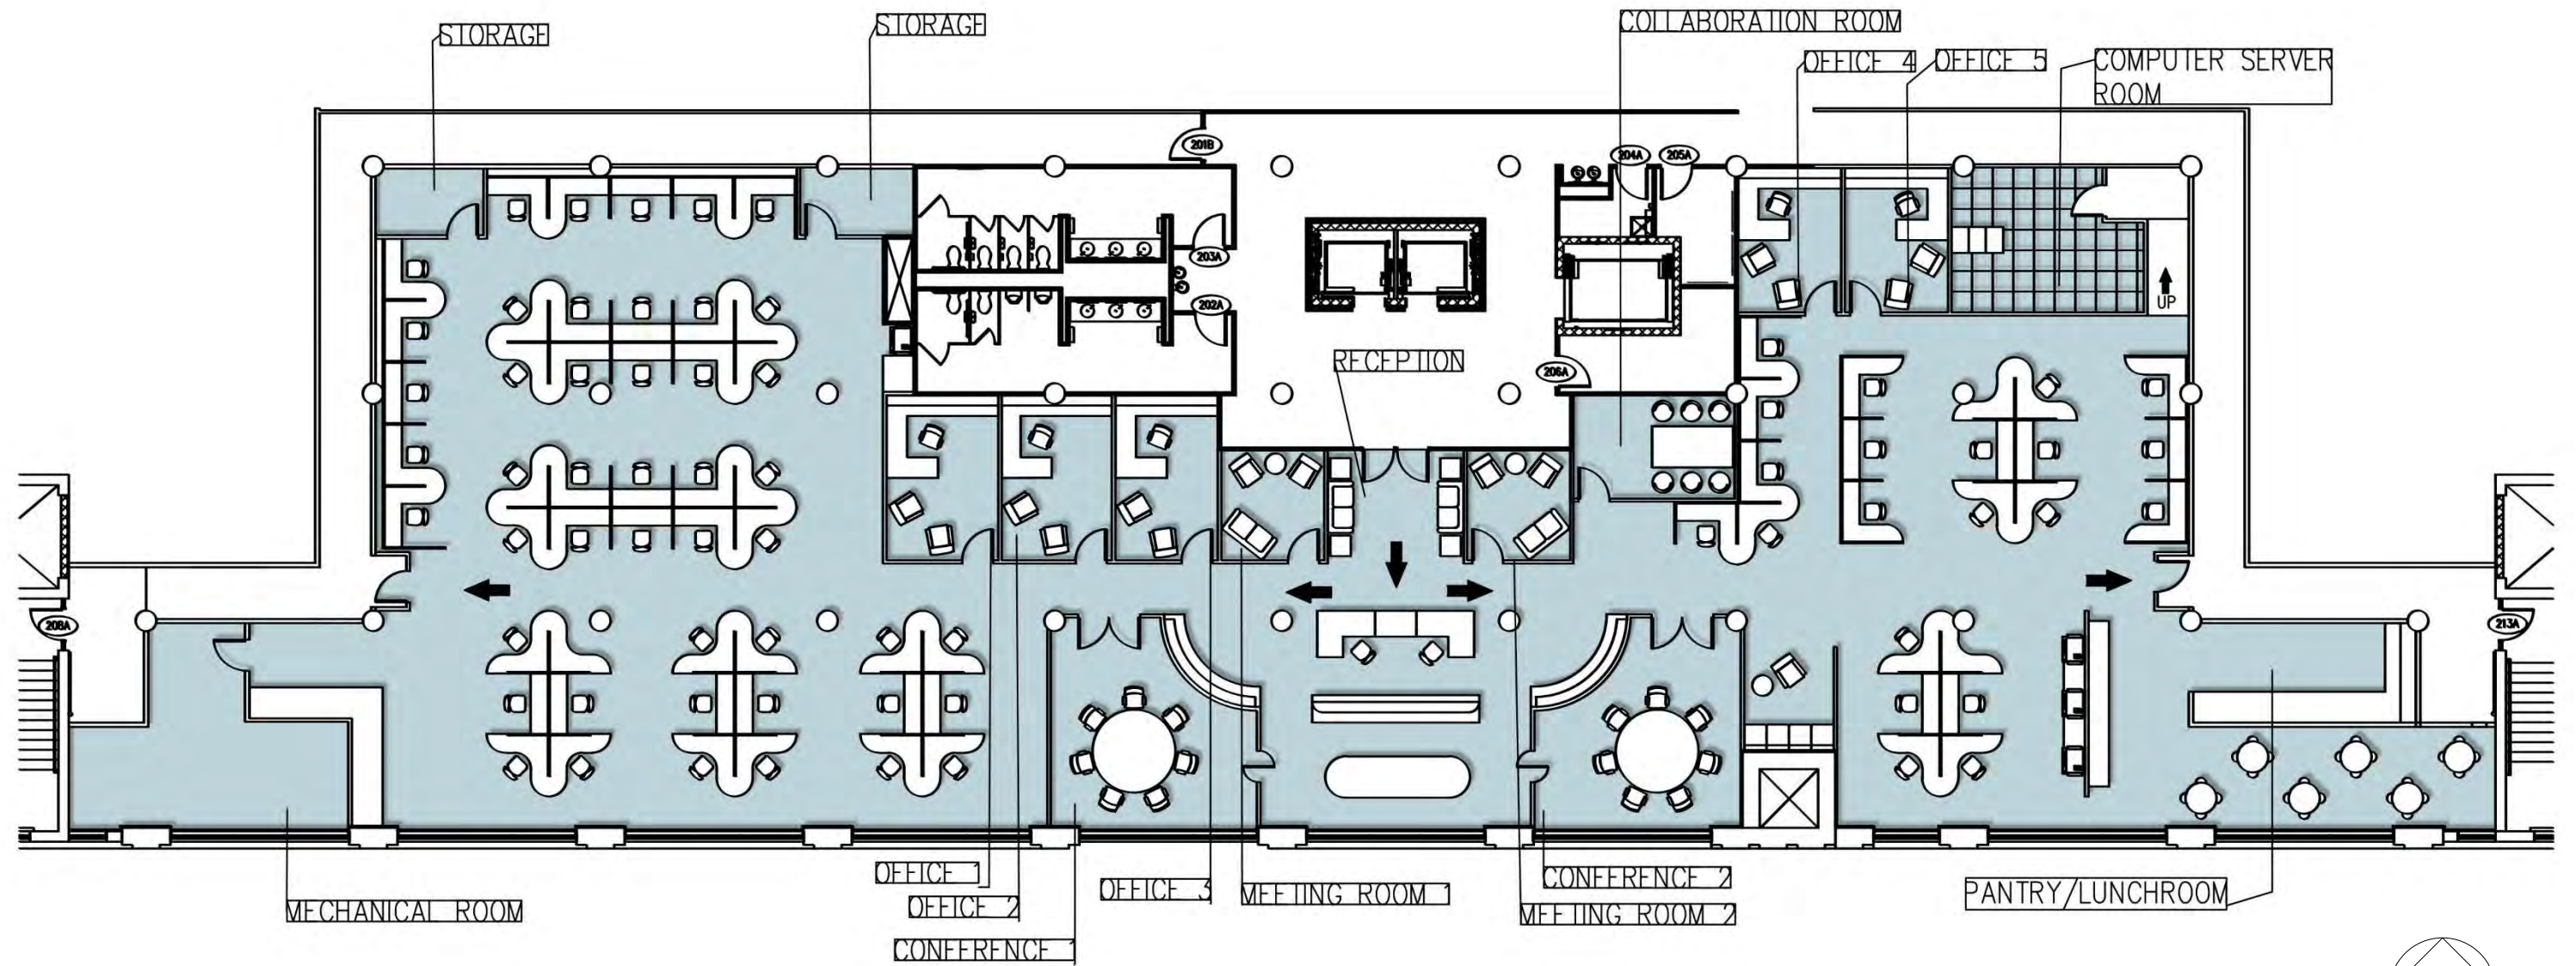 STORAGE
STORAGE
COLLABORATION ROOM
OFFICE 4
OFFICE 5
COMPUTER SERVER
ROOM
201B
204A
205A
203A
202A
UP
RECEPTION
206A
208A
213A
OFFICE 1
OFFICE 2
OFFICE 3
MEETING ROOM 1
CONFERENCE 2
MEETING ROOM 2
PANTRY/LUNCHROOM
MECHANICAL ROOM
CONFERENCE 1